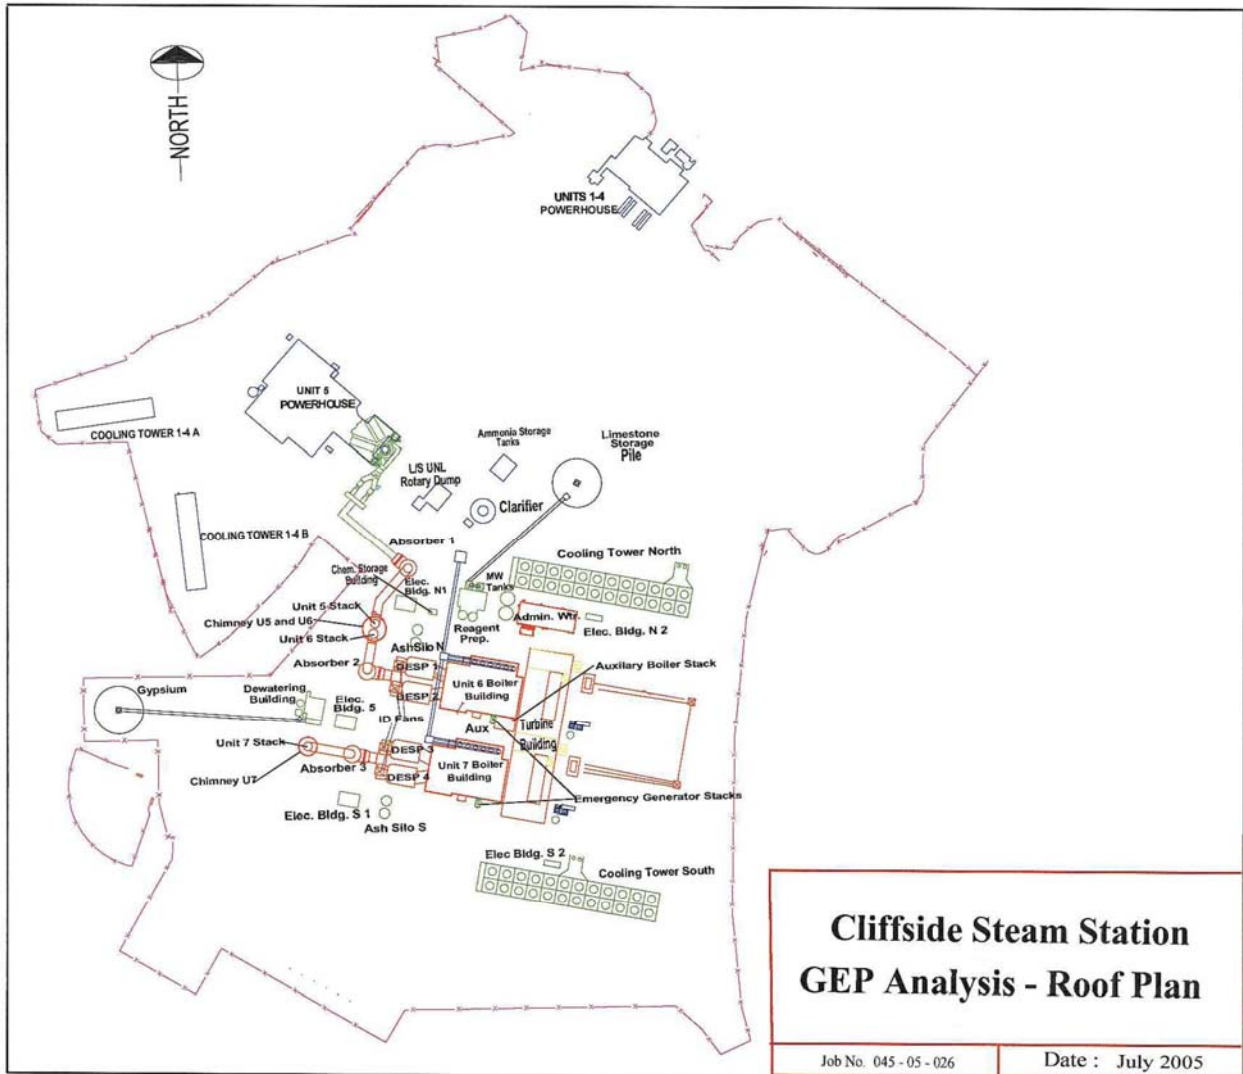 NORTH
UNITS 1-4
POWERHOUSE
UNIT 5
POWERHOUSE
COOLING TOWER 1-4 A
Ammonia Storage
Tanks
Limestone
Storage
Pile
L/S UNL
Rotary Dump
Clarifier
COOLING TOWER 1-4 B
Absorber 1
Cooling Tower North
Chem. Storage
Building
Elec.
Bldg. N1
MW
Tanks
Unit 5 Stack
Chimney U5 and U6
Unit 6 Stack
Reagent
Prep.
Admin. Wtr.
Elec. Bldg. N 2
Ash Silo N
Absorber 2
DESP 1
Auxilary Boiler Stack
Unit 6 Boiler
Building
Gypsium
Dewatering
Building
Elec.
Bldg. 5
DESP 2
ID Fans
Aux
Turbine
Building
Unit 7 Stack
DESP 3
Absorber 3
Chimney U7
DESP 4
Unit 7 Boiler
Building
Emergency Generator Stacks
Elec. Bldg. S 1
Ash Silo S
Elec Bldg. S 2
Cooling Tower South
Cliffside Steam Station
GEP Analysis - Roof Plan
Job No. 045 - 05 - 026
Date : July 2005